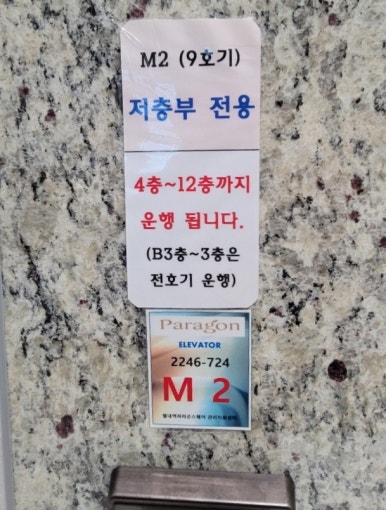 M2 (9호기)
저층부 전용
4층~12층까지
운행 됩니다.
(B3층~3층은
전호기 운행)
Paragon
ELEVATOR
2246-724
M 2